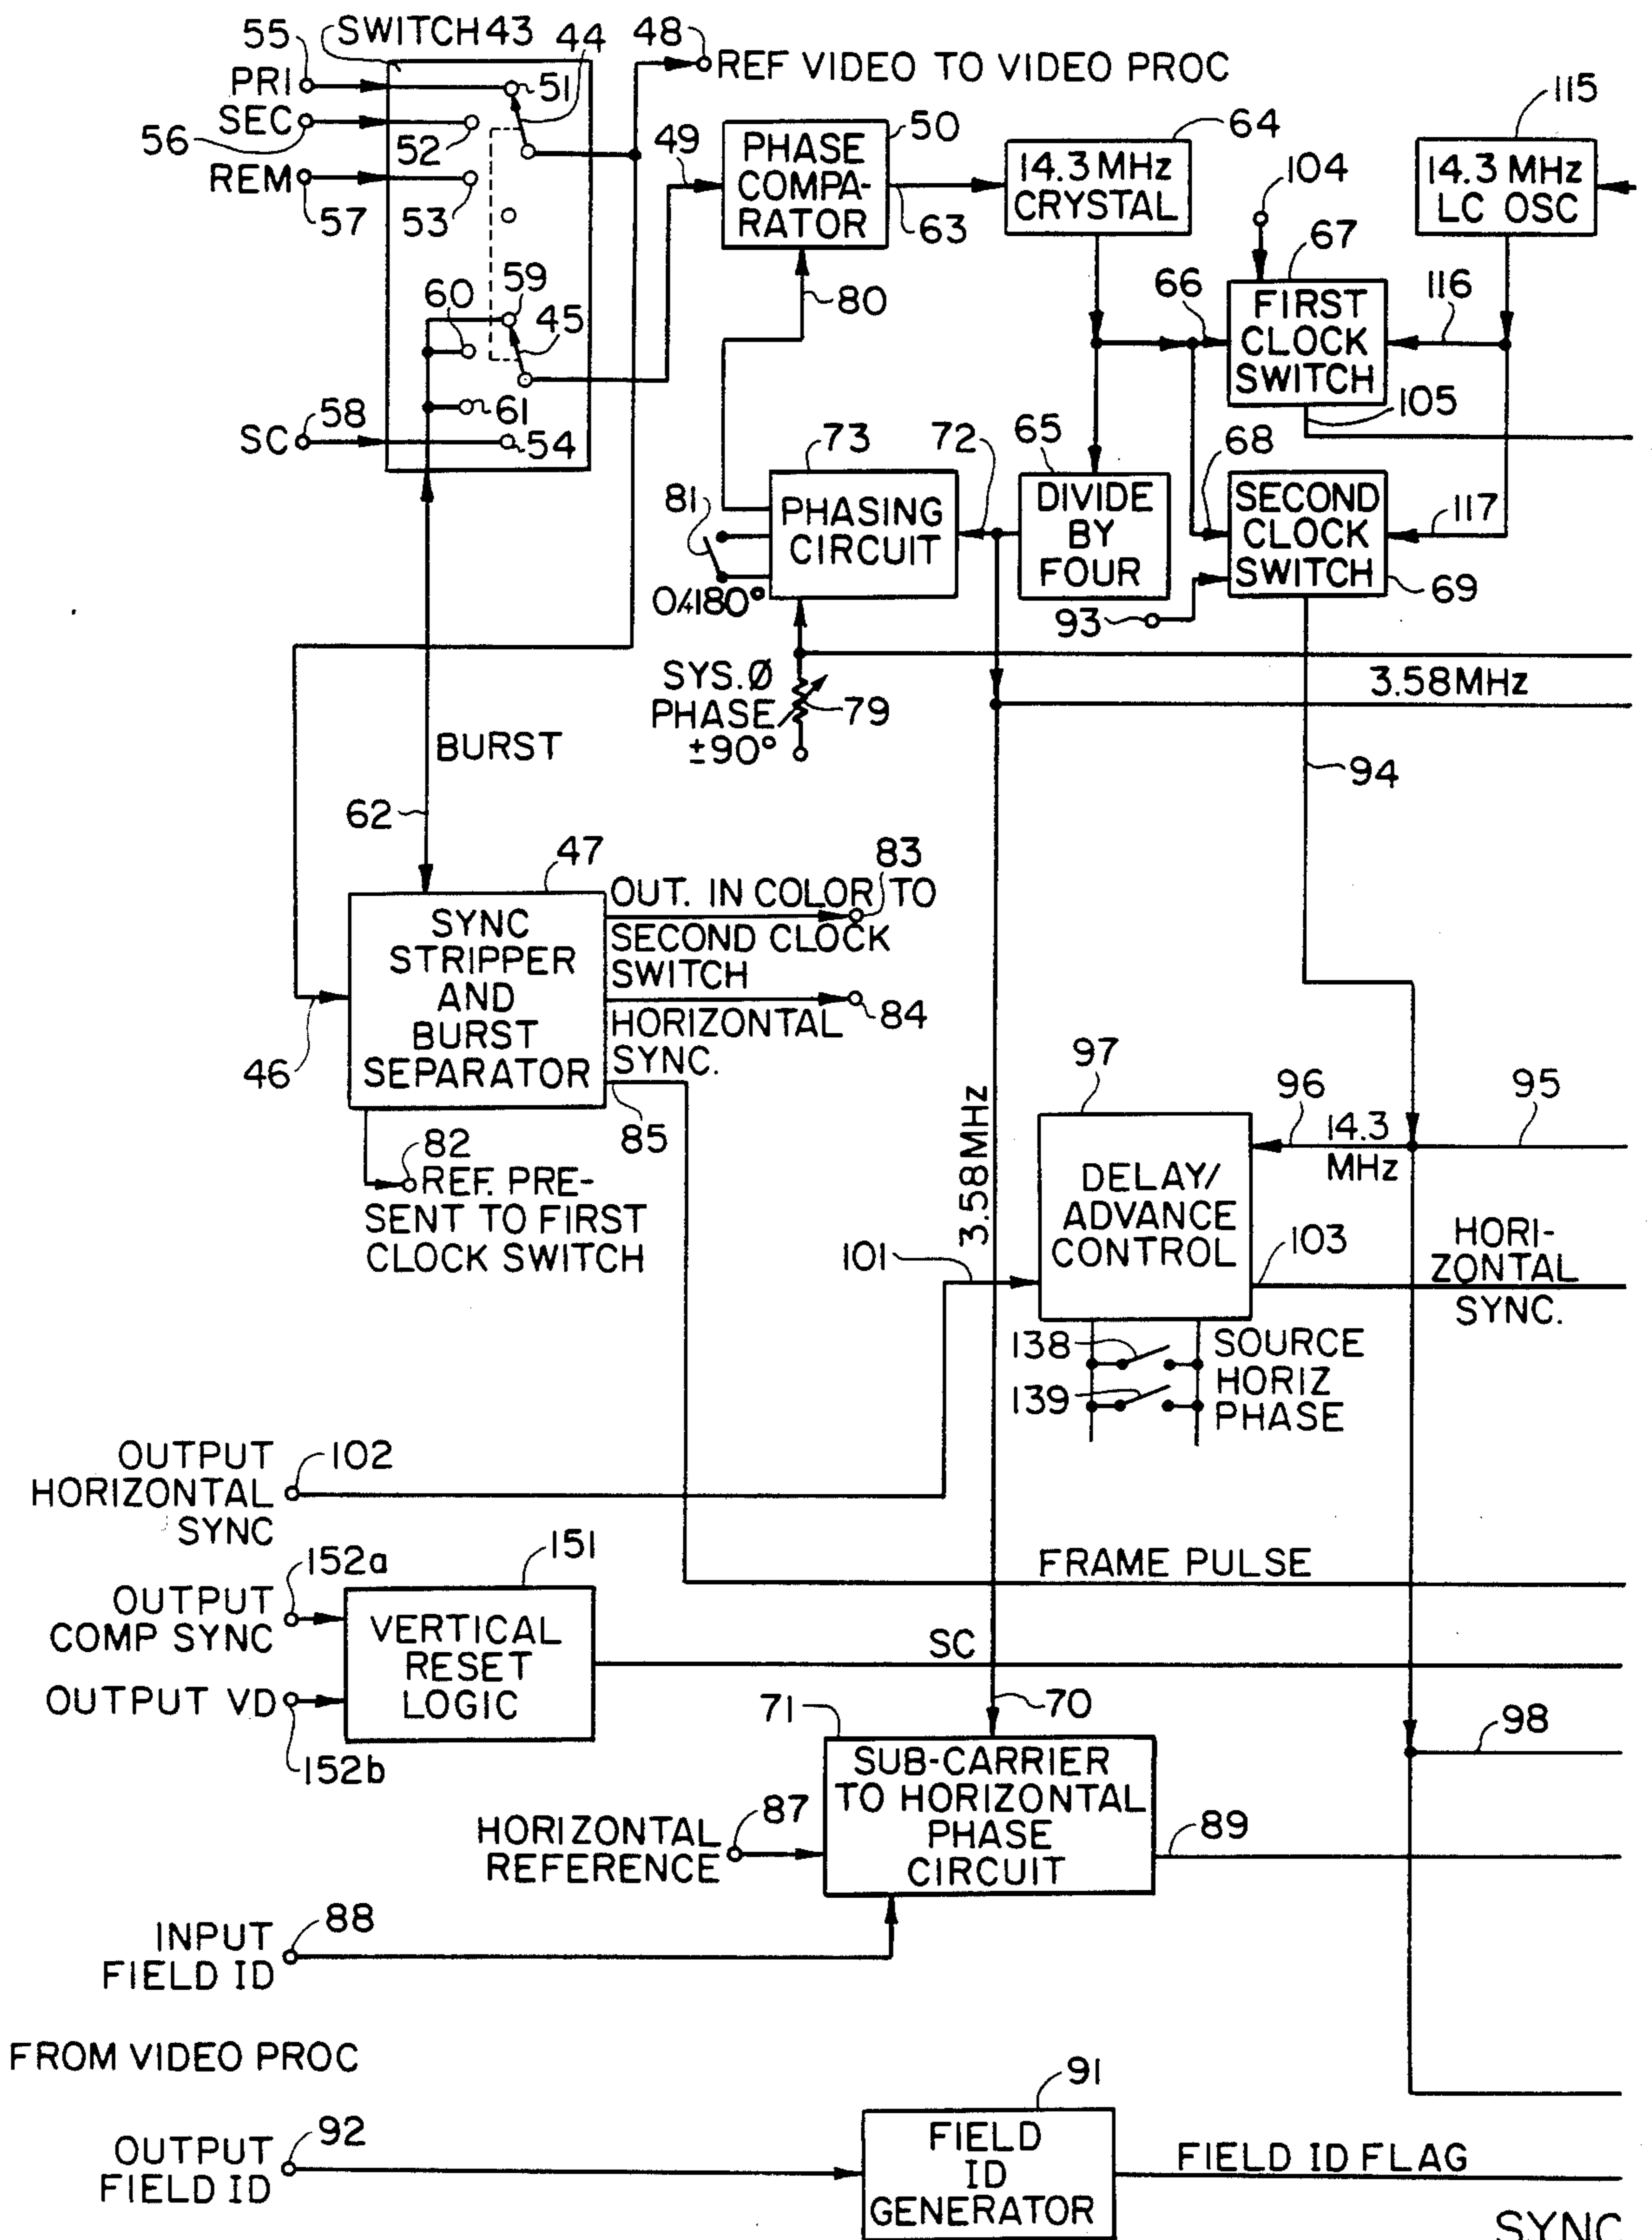 55
SWITCH 43
44
48
PRI
51
REF VIDEO TO VIDEO PROC
115
SEC
56
52
49
50
64
PHASE
COMPA-
RATOR
14.3 MHz
CRYSTAL
104
14.3 MHz
LC OSC
REM
57
53
63
67
59
60
45
80
66
116
FIRST
CLOCK
SWITCH
105
58
SC
61
54
73
72
65
68
81
PHASING
CIRCUIT
DIVIDE
BY
FOUR
SECOND
CLOCK
SWITCH
117
69
0/180°
93
SYS.Ø
PHASE
±90°
79
3.58MHz
BURST
94
62
47
83
OUT. IN COLOR TO
SECOND CLOCK
SWITCH
SYNC
STRIPPER
AND
BURST
SEPARATOR
84
HORIZONTAL
SYNC.
46
85
97
96
95
14.3
MHz
82
REF. PRE-
SENT TO FIRST
CLOCK SWITCH
3.58MHz
DELAY/
ADVANCE
CONTROL
101
103
HORI-
ZONTAL
SYNC.
138
139
SOURCE
HORIZ
PHASE
OUTPUT
HORIZONTAL
SYNC
102
152a
151
FRAME PULSE
OUTPUT
COMP SYNC
VERTICAL
RESET
LOGIC
SC
OUTPUT VD
152b
71
70
98
SUB-CARRIER
TO HORIZONTAL
PHASE
CIRCUIT
87
HORIZONTAL
REFERENCE
89
88
INPUT
FIELD ID
FROM VIDEO PROC
91
92
OUTPUT
FIELD ID
FIELD
ID
GENERATOR
FIELD ID FLAG
SYNC